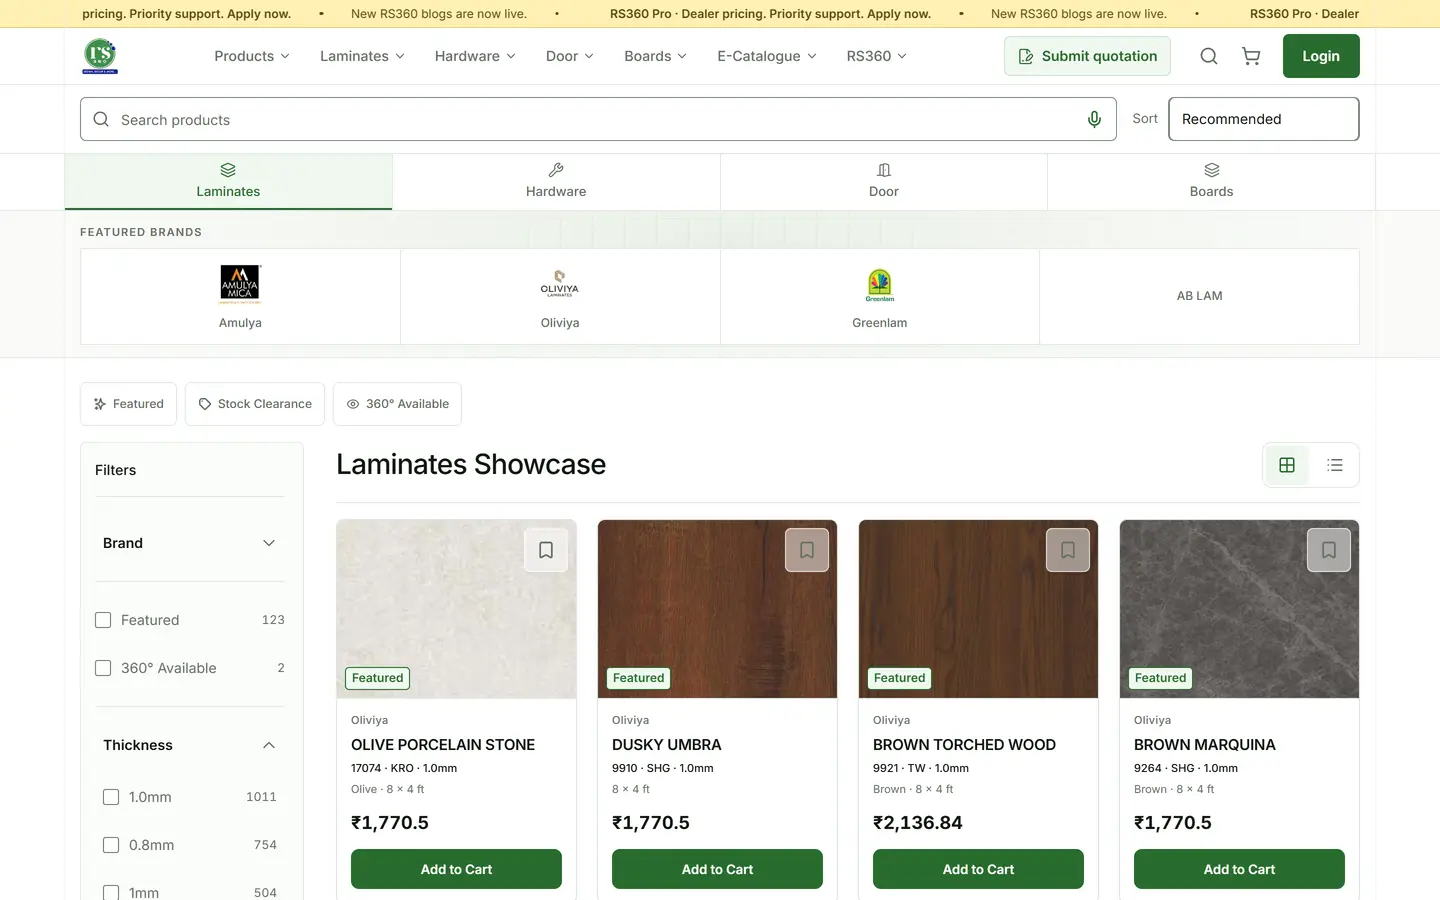 pricing. Priority support. Apply now. • New RS360 blogs are now live. • RS360 Pro · Dealer pricing. Priority support. Apply now. • New RS360 blogs are now live. • RS360 Pro · Dealer
Products Laminates Hardware Door Boards E-Catalogue RS360 Submit quotation Login
Search products Sort Recommended
Laminates Hardware Door Boards
FEATURED BRANDS
AMULYA
MICA
OLIVIYA
LAMINATES
Greenlam
Amulya Oliviya Greenlam AB LAM
Featured Stock Clearance 360° Available
Filters
Brand
Featured 123
360° Available 2
Thickness
1.0mm 1011
0.8mm 754
1mm 504
Laminates Showcase
Featured
Oliviya
OLIVE PORCELAIN STONE
17074 · KRO · 1.0mm
Olive · 8 × 4 ft
₹1,770.5
Add to Cart
Featured
Oliviya
DUSKY UMBRA
9910 · SHG · 1.0mm
8 × 4 ft
₹1,770.5
Add to Cart
Featured
Oliviya
BROWN TORCHED WOOD
9921 · TW · 1.0mm
Brown · 8 × 4 ft
₹2,136.84
Add to Cart
Featured
Oliviya
BROWN MARQUINA
9264 · SHG · 1.0mm
Brown · 8 × 4 ft
₹1,770.5
Add to Cart